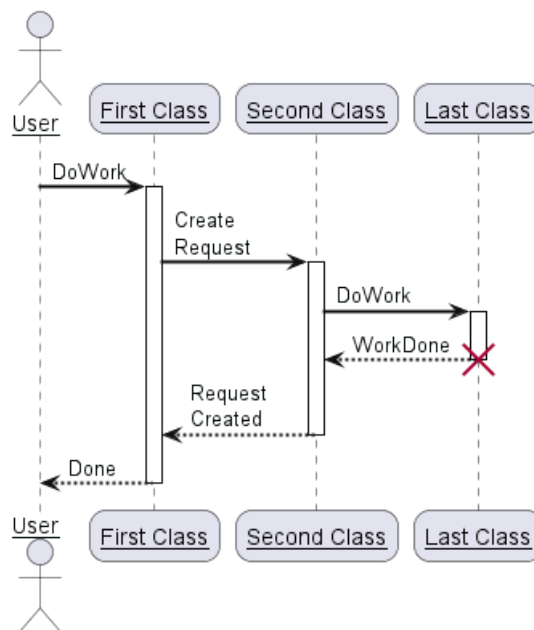 User
First Class
Second Class
Last Class
DoWork
Create
Request
DoWork
WorkDone
Request
Created
Done
User
First Class
Second Class
Last Class